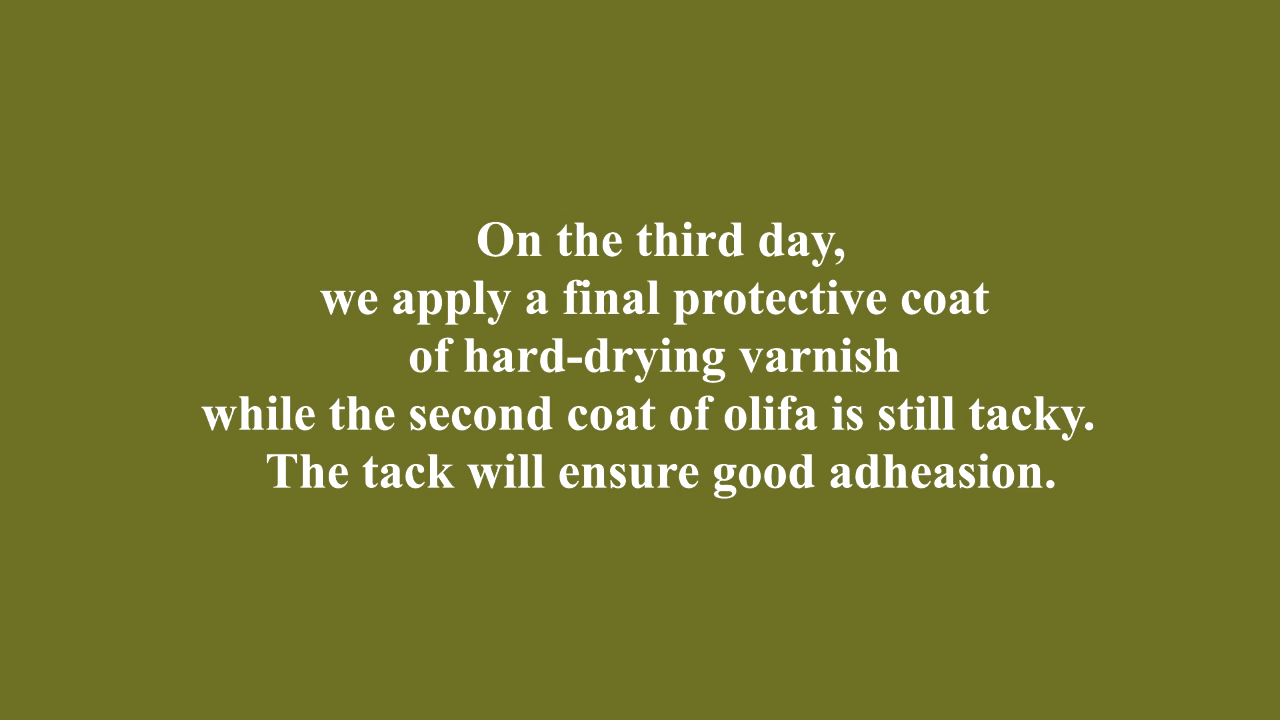 On the third day,
we apply a final protective coat
of hard-drying varnish
while the second coat of olifa is still tacky.
The tack will ensure good adheasion.